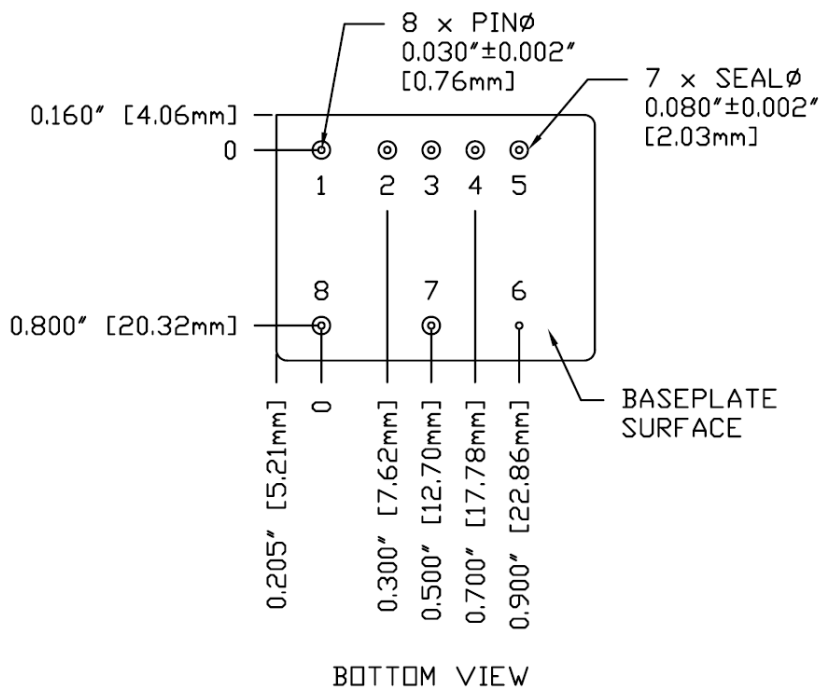 8 x PINØ
0.030"±0.002"
[0.76mm]
7 x SEALØ
0.080"±0.002"
[2.03mm]
0.160" [4.06mm]
0
1 2 3 4 5
8 7 6
0.800" [20.32mm]
BASEPLATE
SURFACE
0.205" [5.21mm]
0
0.300" [7.62mm]
0.500" [12.70mm]
0.700" [17.78mm]
0.900" [22.86mm]
BOTTOM VIEW